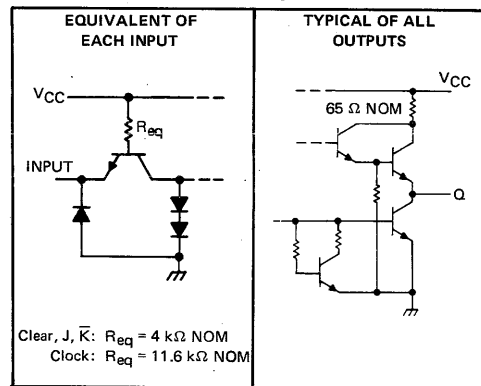 EQUIVALENT OF
EACH INPUT
VCC
Req
INPUT
Clear, J, K̅: Req = 4 kΩ NOM
Clock: Req = 11.6 kΩ NOM
TYPICAL OF ALL
OUTPUTS
VCC
65 Ω NOM
Q